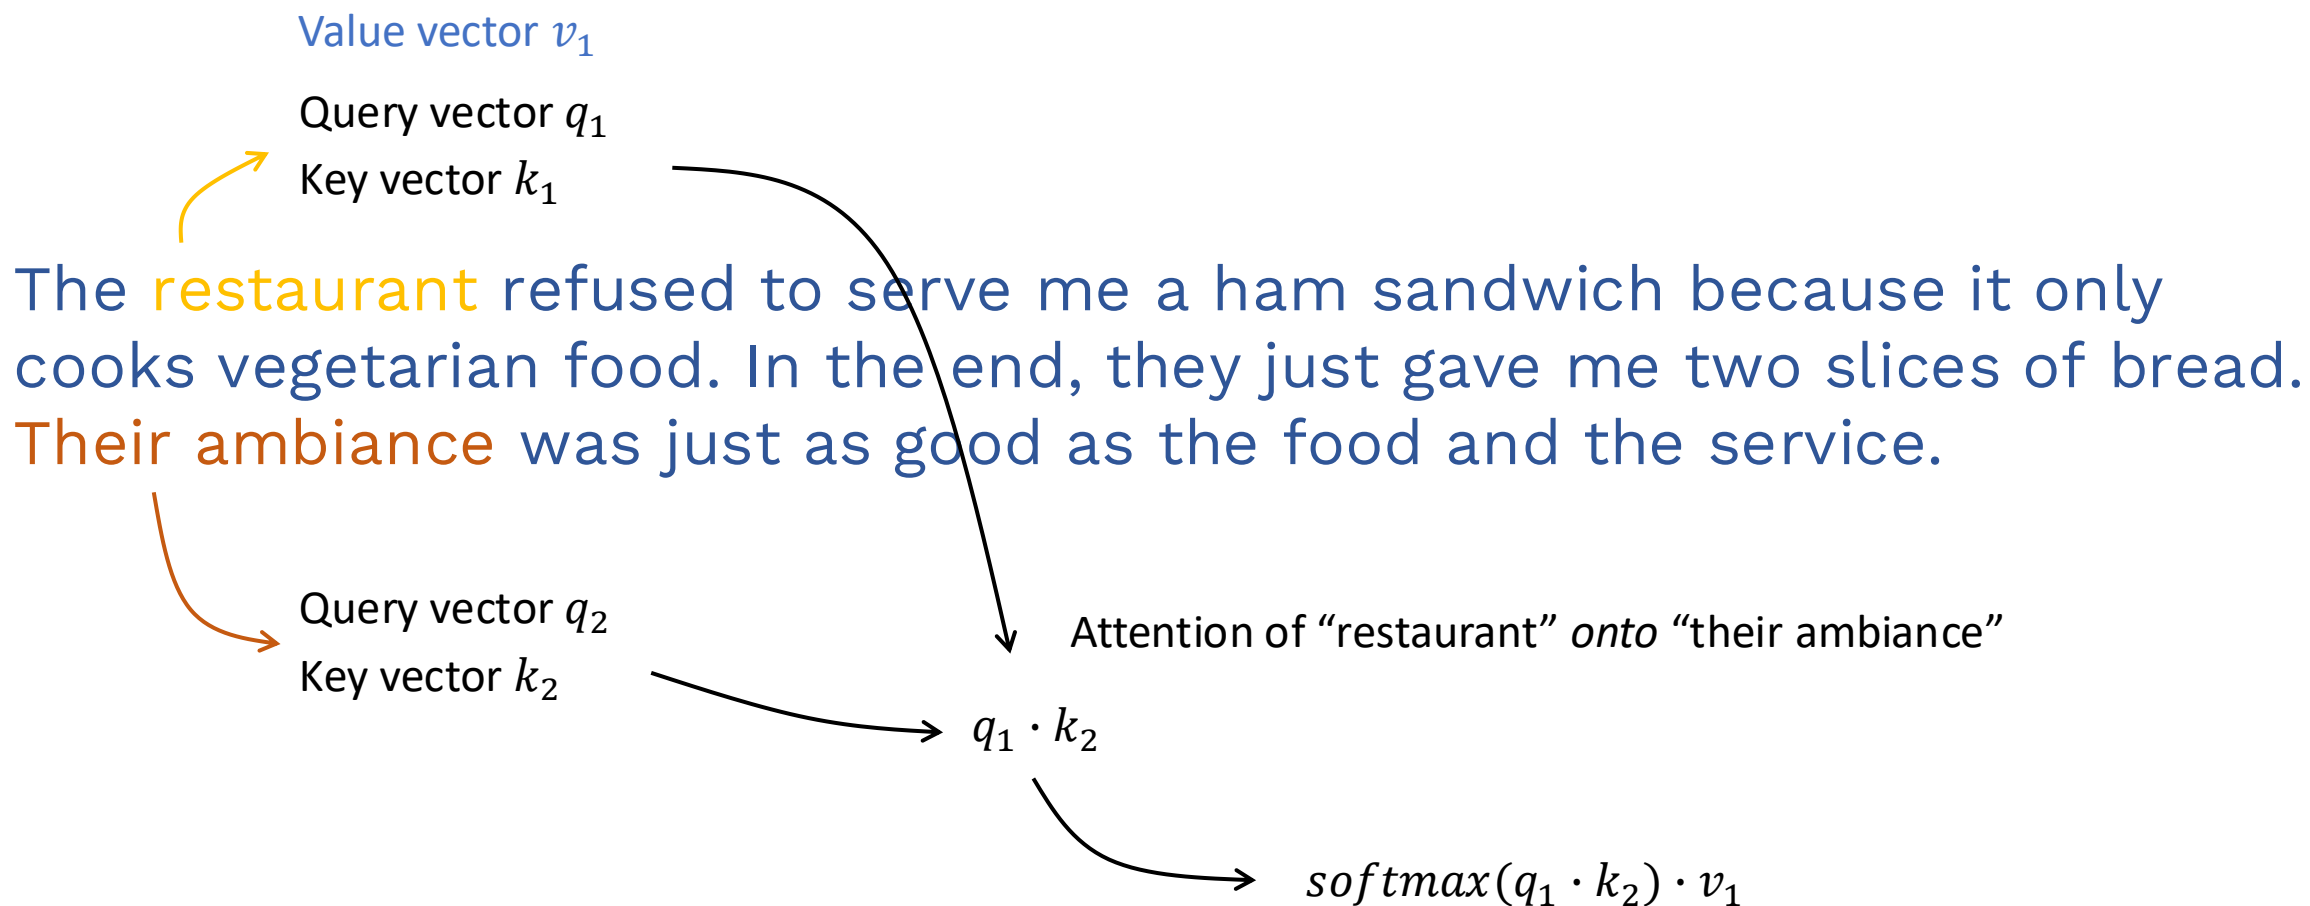 Value vector v₁
Query vector q₁
Key vector k₁
The restaurant refused to serve me a ham sandwich because it only
cooks vegetarian food. In the end, they just gave me two slices of bread.
Their ambiance was just as good as the food and the service.
Query vector q₂
Key vector k₂
Attention of “restaurant” onto “their ambiance”
q₁ · k₂
softmax(q₁ · k₂) · v₁